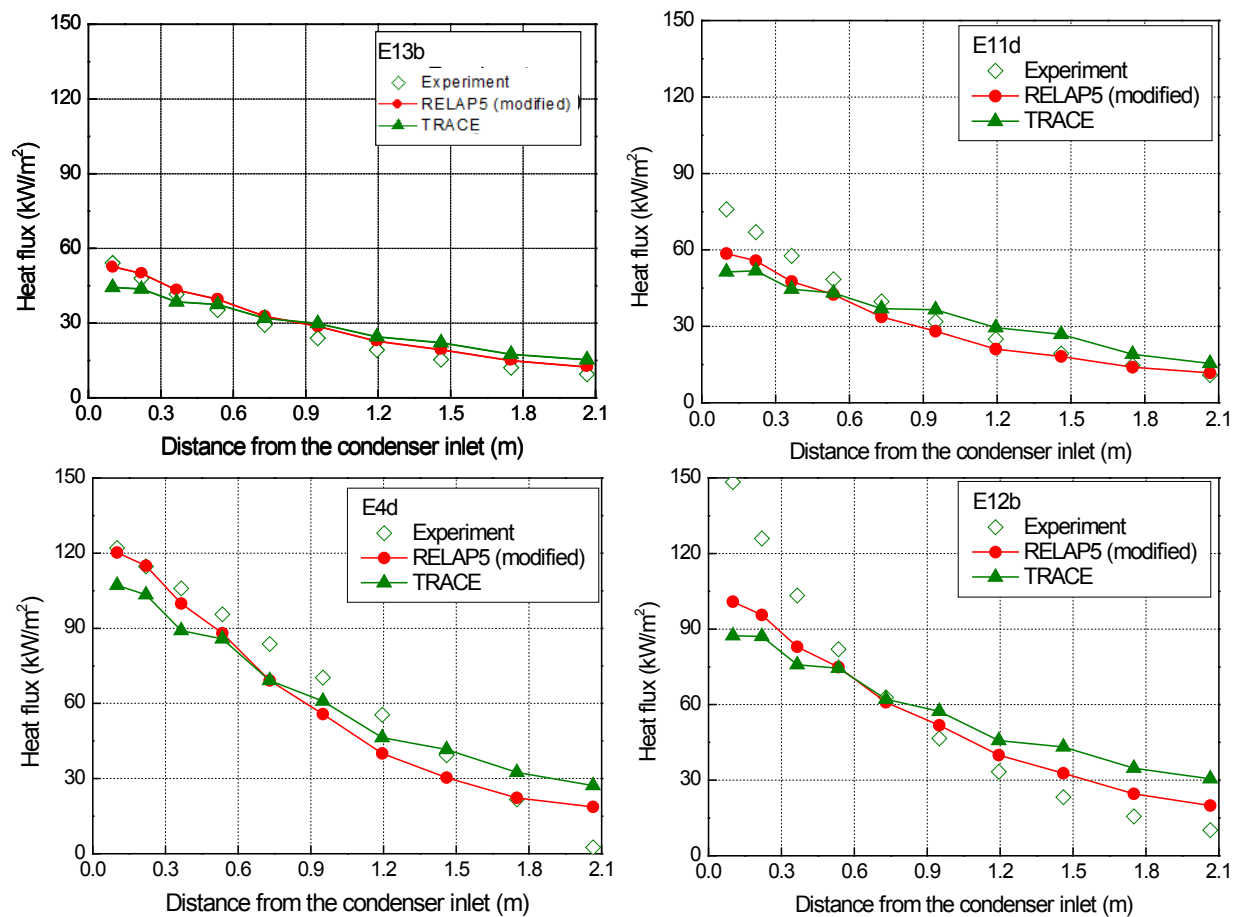 150
120
90
60
30
0
Heat flux (kW/m²)
E13b
Experiment
RELAP5 (modified)
TRACE
0.0 0.3 0.6 0.9 1.2 1.5 1.8 2.1
Distance from the condenser inlet (m)
150
120
90
60
30
0
Heat flux (kW/m²)
E11d
Experiment
RELAP5 (modified)
TRACE
0.0 0.3 0.6 0.9 1.2 1.5 1.8 2.1
Distance from the condenser inlet (m)
150
120
90
60
30
0
Heat flux (kW/m²)
E4d
Experiment
RELAP5 (modified)
TRACE
0.0 0.3 0.6 0.9 1.2 1.5 1.8 2.1
Distance from the condenser inlet (m)
150
120
90
60
30
0
Heat flux (kW/m²)
E12b
Experiment
RELAP5 (modified)
TRACE
0.0 0.3 0.6 0.9 1.2 1.5 1.8 2.1
Distance from the condenser inlet (m)